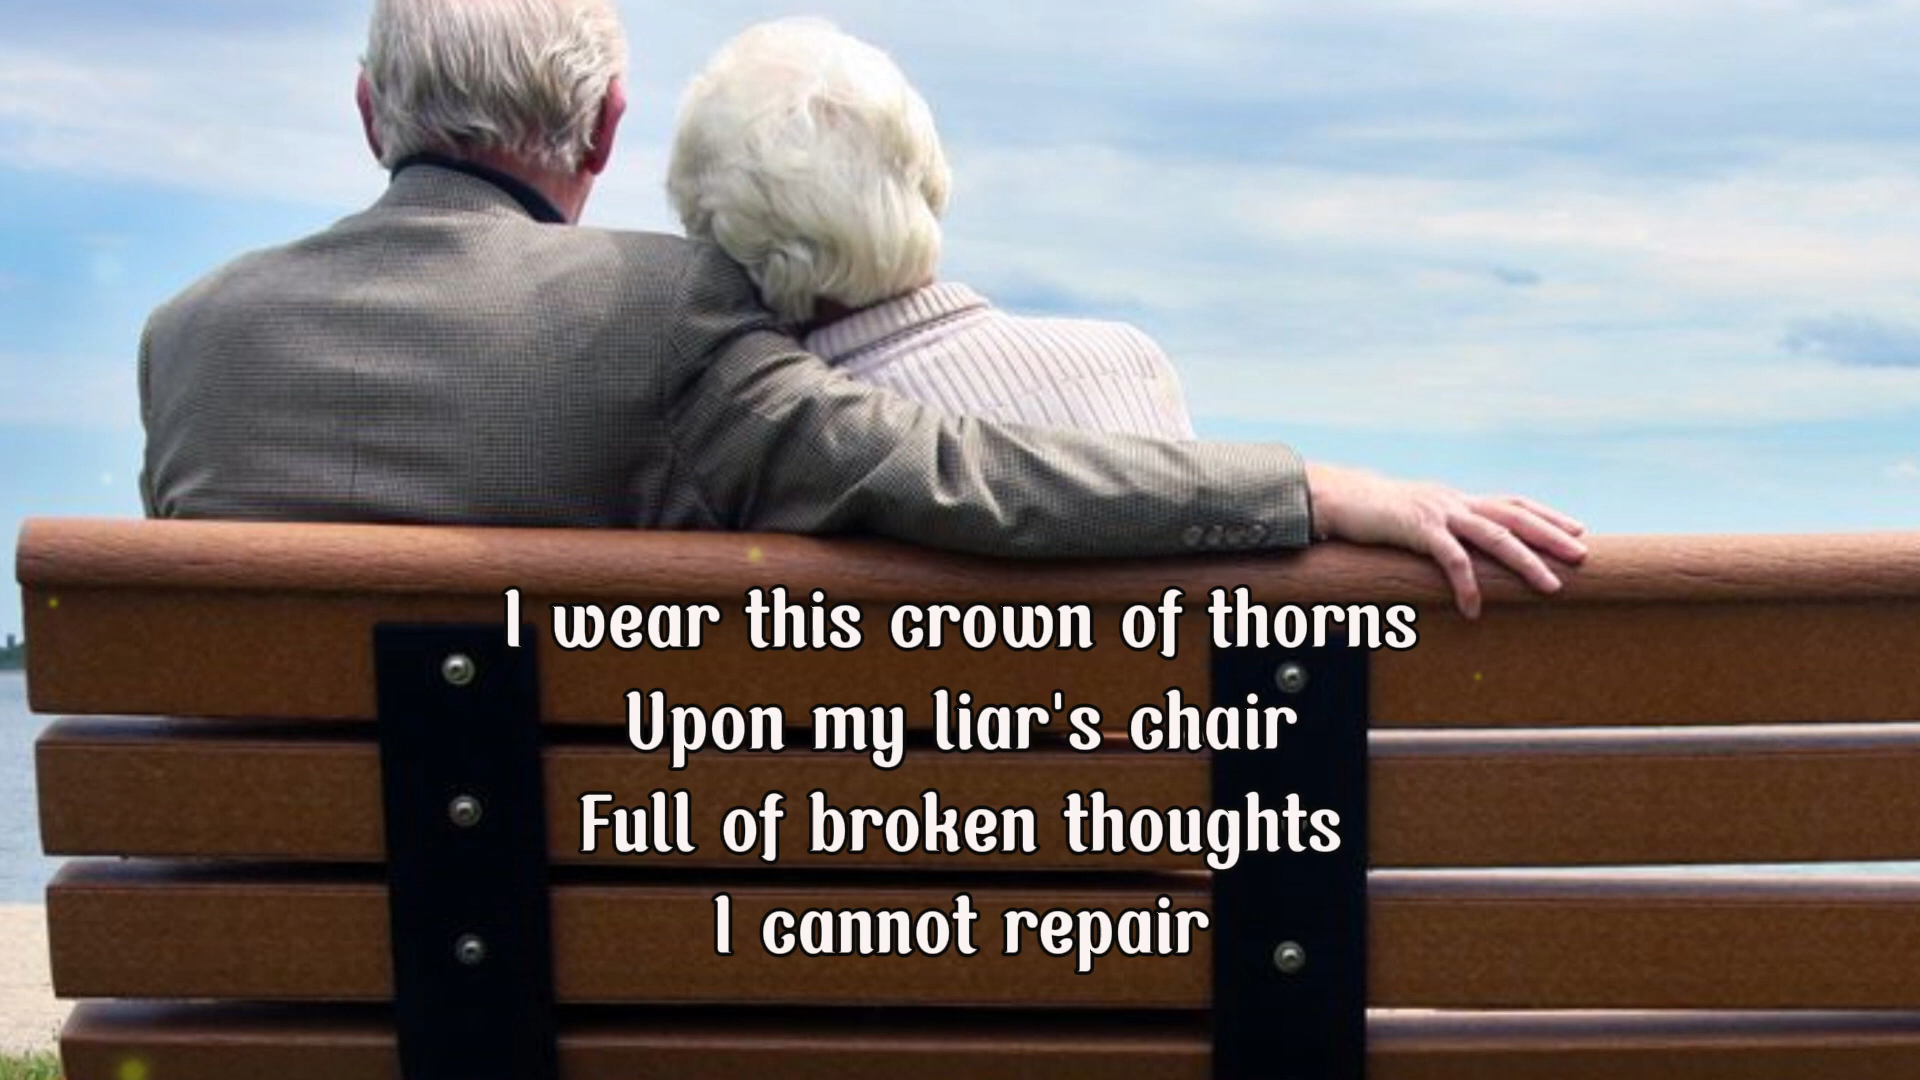 I wear this crown of thorns
Upon my liar's chair
Full of broken thoughts
I cannot repair